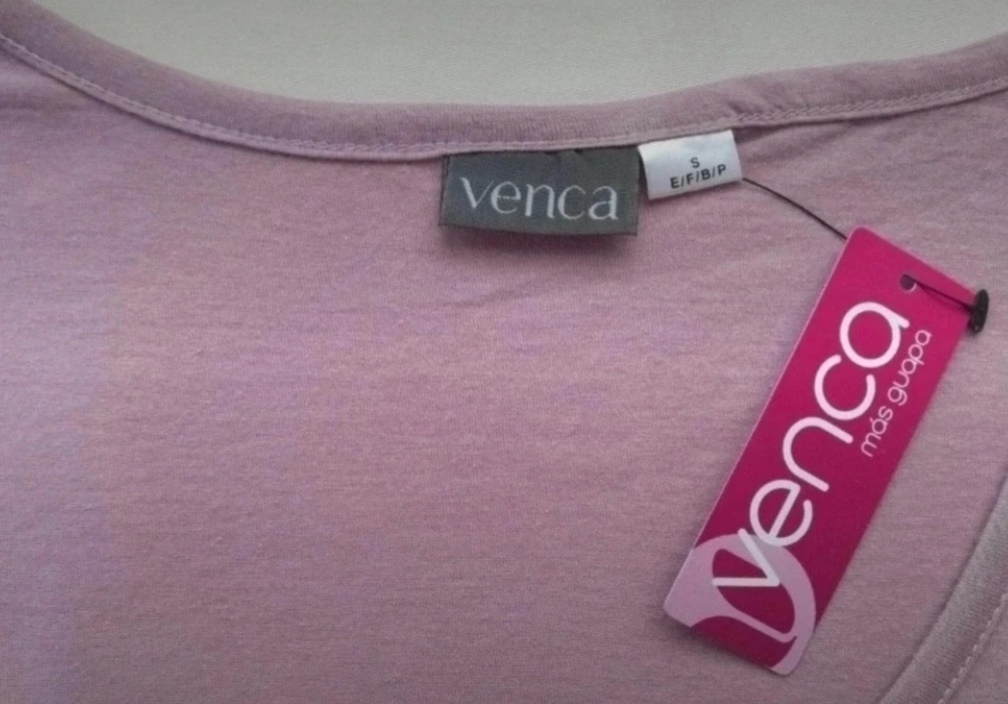 venca
S
E/F/B/P
venca
más guapa